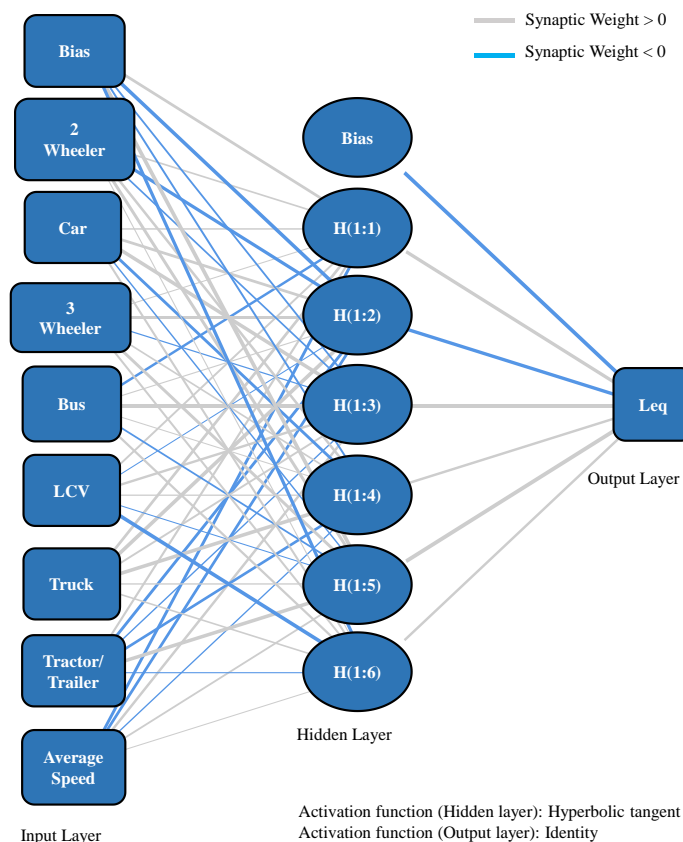 Synaptic Weight > 0
Synaptic Weight < 0
Bias
2
Wheeler
Car
3
Wheeler
Bus
LCV
Truck
Tractor/
Trailer
Average
Speed
Input Layer
Bias
H(1:1)
H(1:2)
H(1:3)
H(1:4)
H(1:5)
H(1:6)
Hidden Layer
Leq
Output Layer
Activation function (Hidden layer): Hyperbolic tangent
Activation function (Output layer): Identity